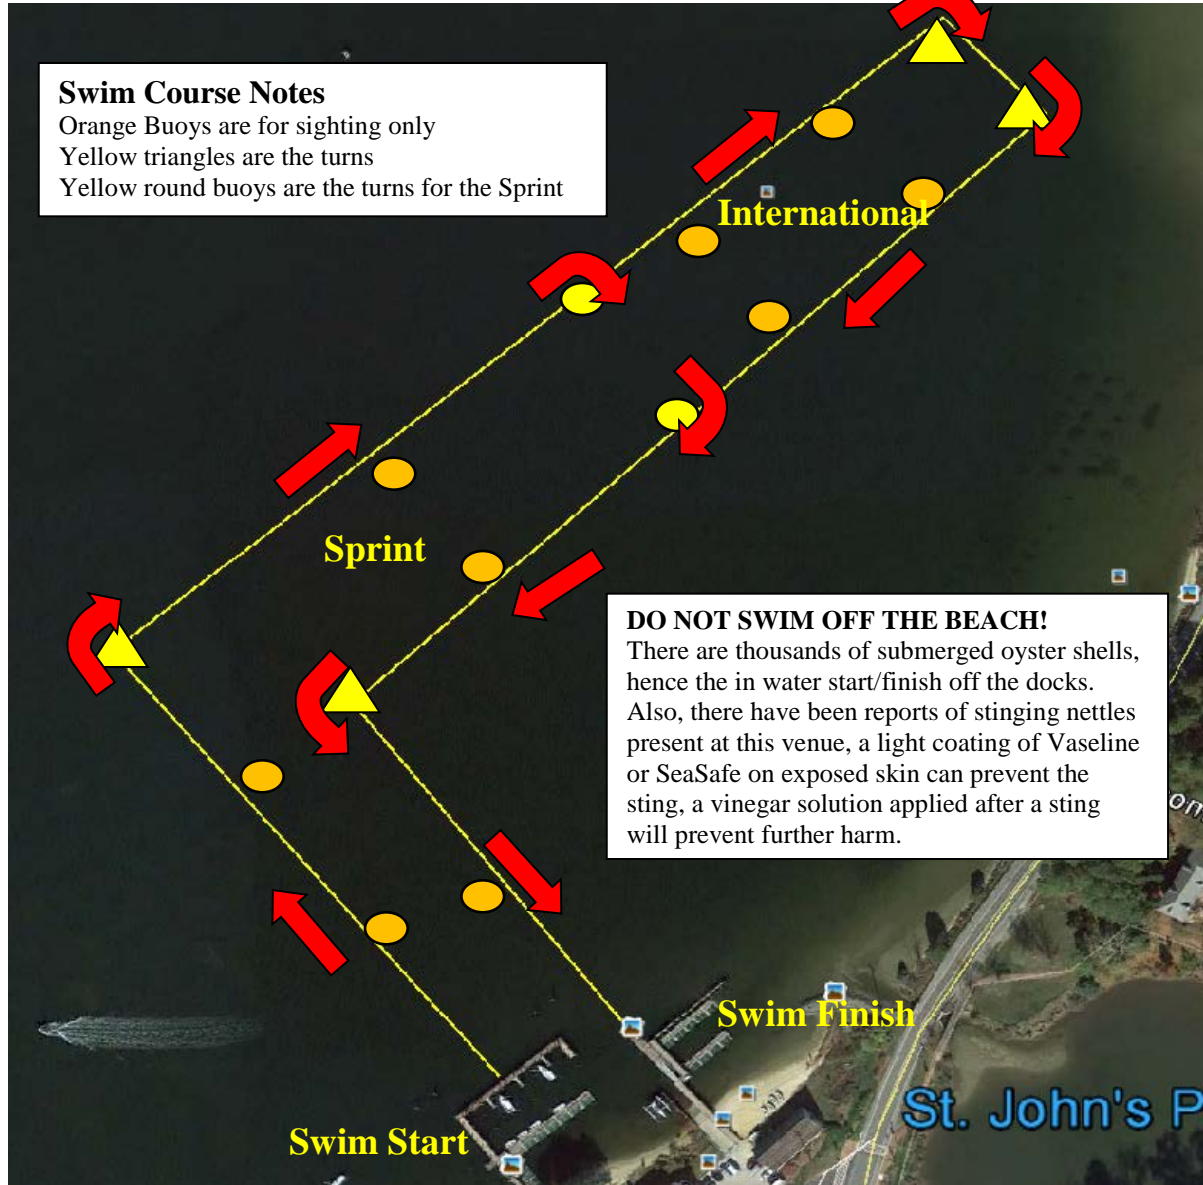 Swim Course Notes
Orange Buoys are for sighting only
Yellow triangles are the turns
Yellow round buoys are the turns for the Sprint
International
Sprint
DO NOT SWIM OFF THE BEACH!
There are thousands of submerged oyster shells,
hence the in water start/finish off the docks.
Also, there have been reports of stinging nettles
present at this venue, a light coating of Vaseline
or SeaSafe on exposed skin can prevent the
sting, a vinegar solution applied after a sting
will prevent further harm.
Swim Finish
St. John's P
Swim Start